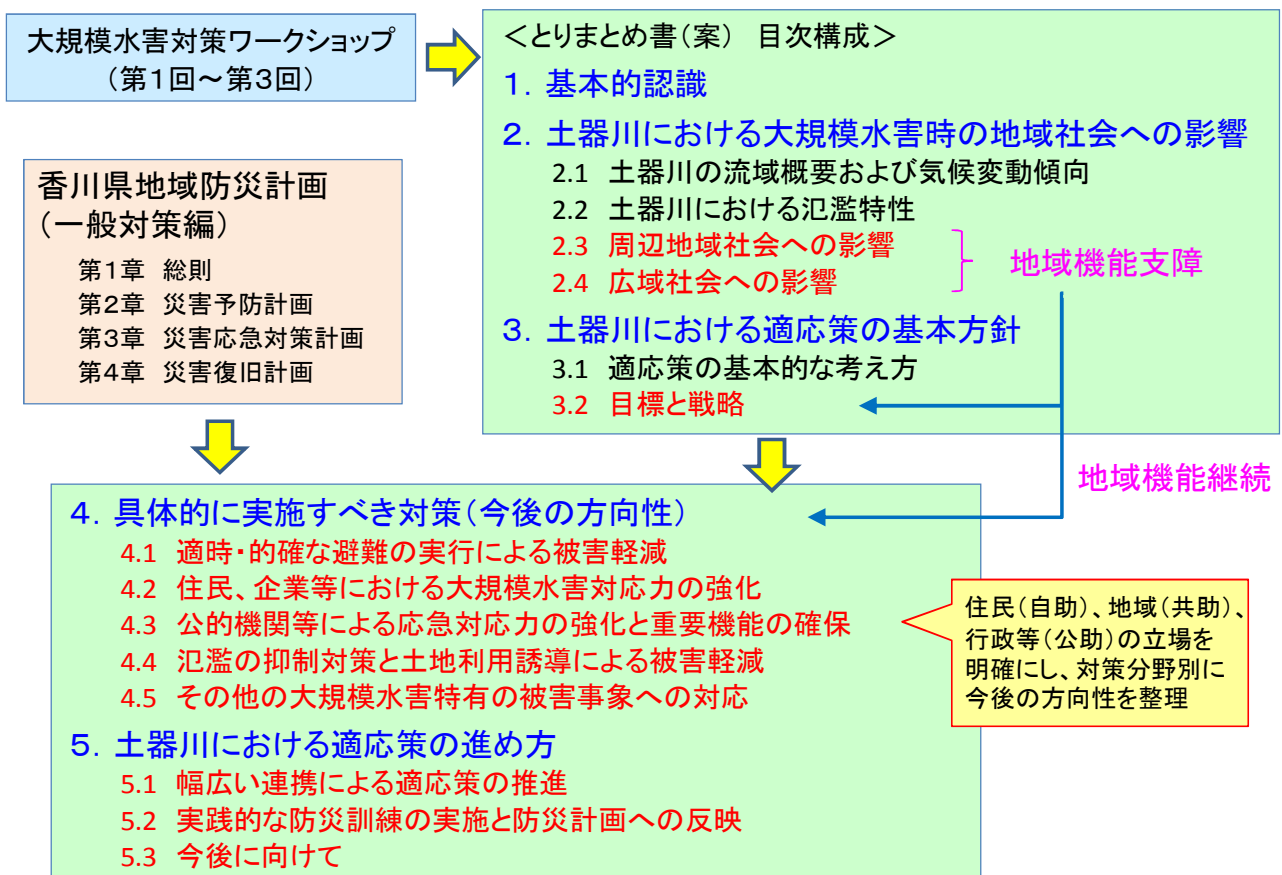 大規模水害対策ワークショップ
(第1回～第3回)
＜とりまとめ書(案) 目次構成＞
1. 基本的認識
2. 土器川における大規模水害時の地域社会への影響
2.1 土器川の流域概要および気候変動傾向
2.2 土器川における氾濫特性
2.3 周辺地域社会への影響
2.4 広域社会への影響
地域機能支障
3. 土器川における適応策の基本方針
3.1 適応策の基本的な考え方
3.2 目標と戦略
香川県地域防災計画
(一般対策編)
第1章 総則
第2章 災害予防計画
第3章 災害応急対策計画
第4章 災害復旧計画
地域機能継続
4. 具体的に実施すべき対策(今後の方向性)
4.1 適時・的確な避難の実行による被害軽減
4.2 住民、企業等における大規模水害対応力の強化
4.3 公的機関等による応急対応力の強化と重要機能の確保
4.4 氾濫の抑制対策と土地利用誘導による被害軽減
4.5 その他の大規模水害特有の被害事象への対応
住民(自助)、地域(共助)、
行政等(公助)の立場を
明確にし、対策分野別に
今後の方向性を整理
5. 土器川における適応策の進め方
5.1 幅広い連携による適応策の推進
5.2 実践的な防災訓練の実施と防災計画への反映
5.3 今後に向けて